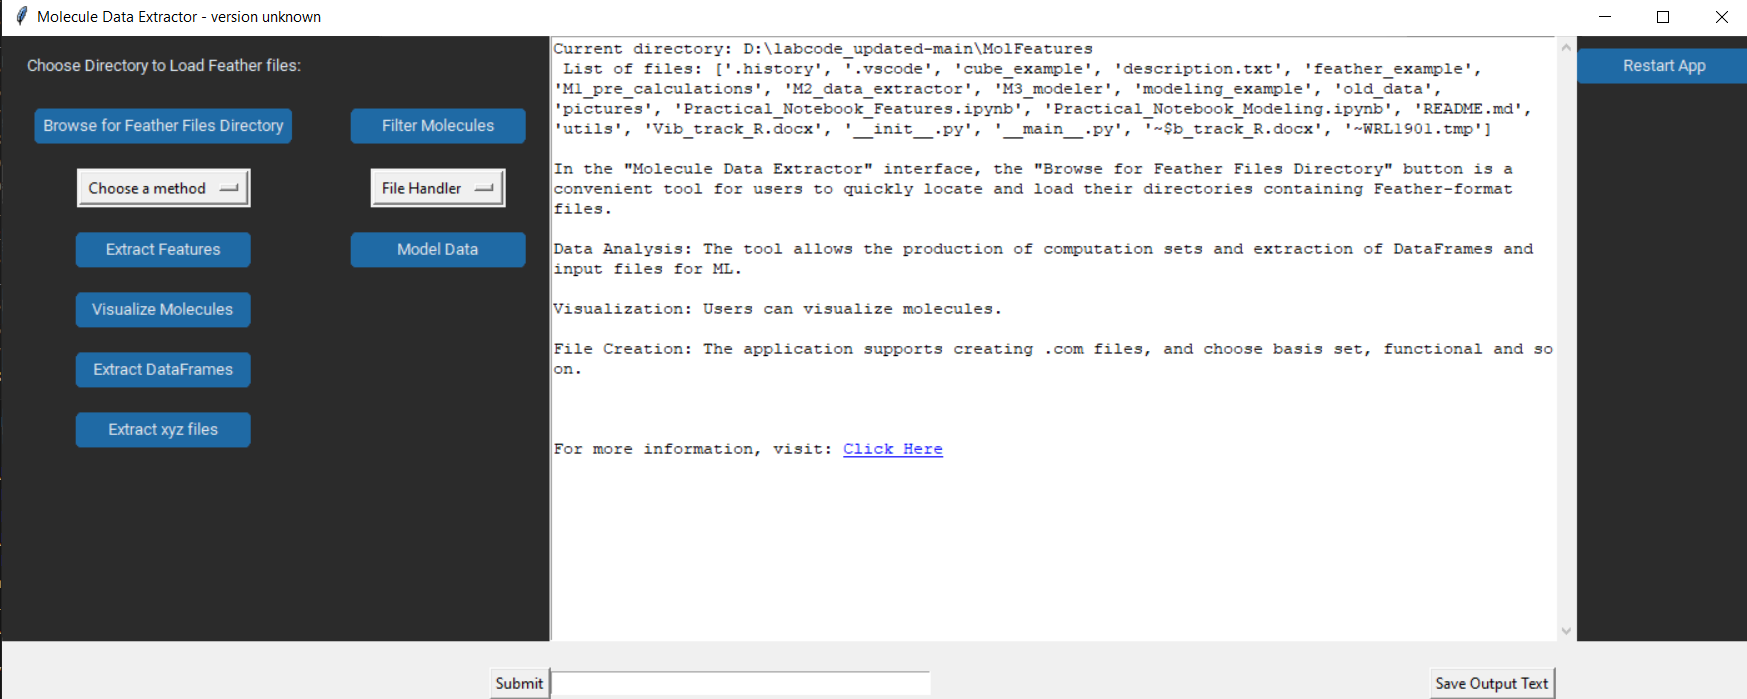 Molecule Data Extractor - version unknown
Choose Directory to Load Feather files:
Browse for Feather Files Directory
Filter Molecules
Choose a method
File Handler
Extract Features
Model Data
Visualize Molecules
Extract DataFrames
Extract xyz files
Current directory: D:\labcode_updated-main\MolFeatures
List of files: ['.history', '.vscode', 'cube_example', 'description.txt', 'feather_example',
'M1_pre_calculations', 'M2_data_extractor', 'M3_modeler', 'modeling_example', 'old_data',
'pictures', 'Practical_Notebook_Features.ipynb', 'Practical_Notebook_Modeling.ipynb', 'README.md',
'utils', 'Vib_track_R.docx', '__init__.py', '__main__.py', '~$b_track_R.docx', '~WRL1901.tmp']
In the "Molecule Data Extractor" interface, the "Browse for Feather Files Directory" button is a
convenient tool for users to quickly locate and load their directories containing Feather-format
files.
Data Analysis: The tool allows the production of computation sets and extraction of DataFrames and
input files for ML.
Visualization: Users can visualize molecules.
File Creation: The application supports creating .com files, and choose basis set, functional and so
on.
For more information, visit: Click Here
Restart App
Submit
Save Output Text